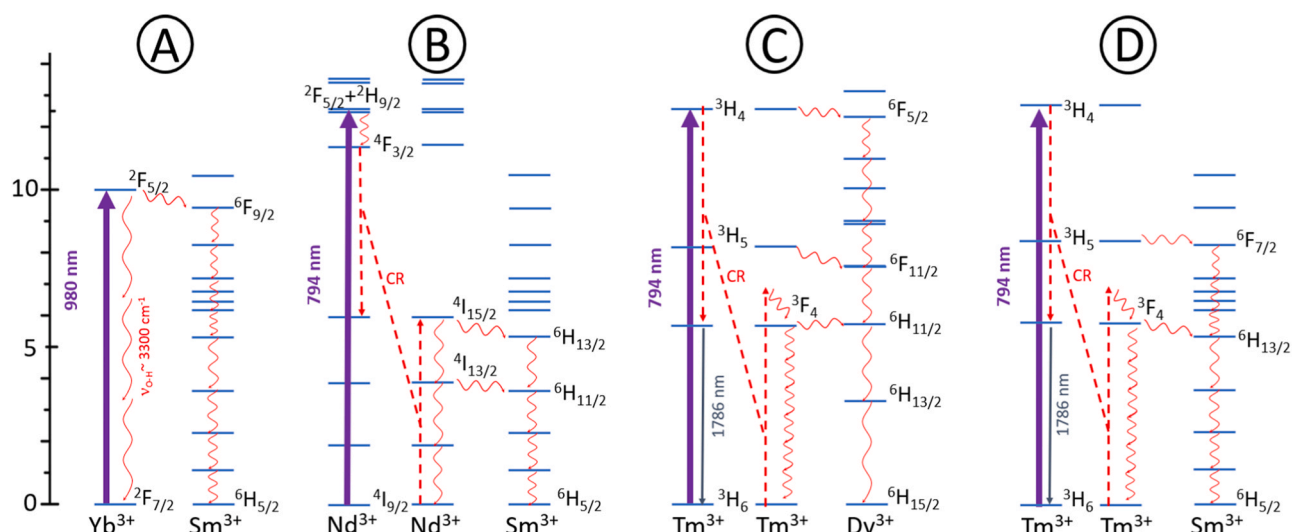 A
B
C
D
10
5
0
980 nm
²F₅/₂
⁶F₉/₂
νO-H~ 3300 cm⁻¹
²F₇/₂
⁶H₅/₂
Yb³⁺
Sm³⁺
²F₅/₂+²H₉/₂
⁴F₃/₂
794 nm
CR
⁴I₁₅/₂
⁶H₁₃/₂
⁴I₁₃/₂
⁶H₁₁/₂
⁴I₉/₂
⁶H₅/₂
Nd³⁺
Nd³⁺
Sm³⁺
³H₄
⁶F₅/₂
³H₅
⁶F₁₁/₂
794 nm
CR
³F₄
⁶H₁₁/₂
1786 nm
⁶H₁₃/₂
³H₆
⁶H₁₅/₂
Tm³⁺
Tm³⁺
Dy³⁺
³H₄
³H₅
⁶F₇/₂
794 nm
CR
³F₄
⁶H₁₃/₂
1786 nm
³H₆
⁶H₅/₂
Tm³⁺
Tm³⁺
Sm³⁺